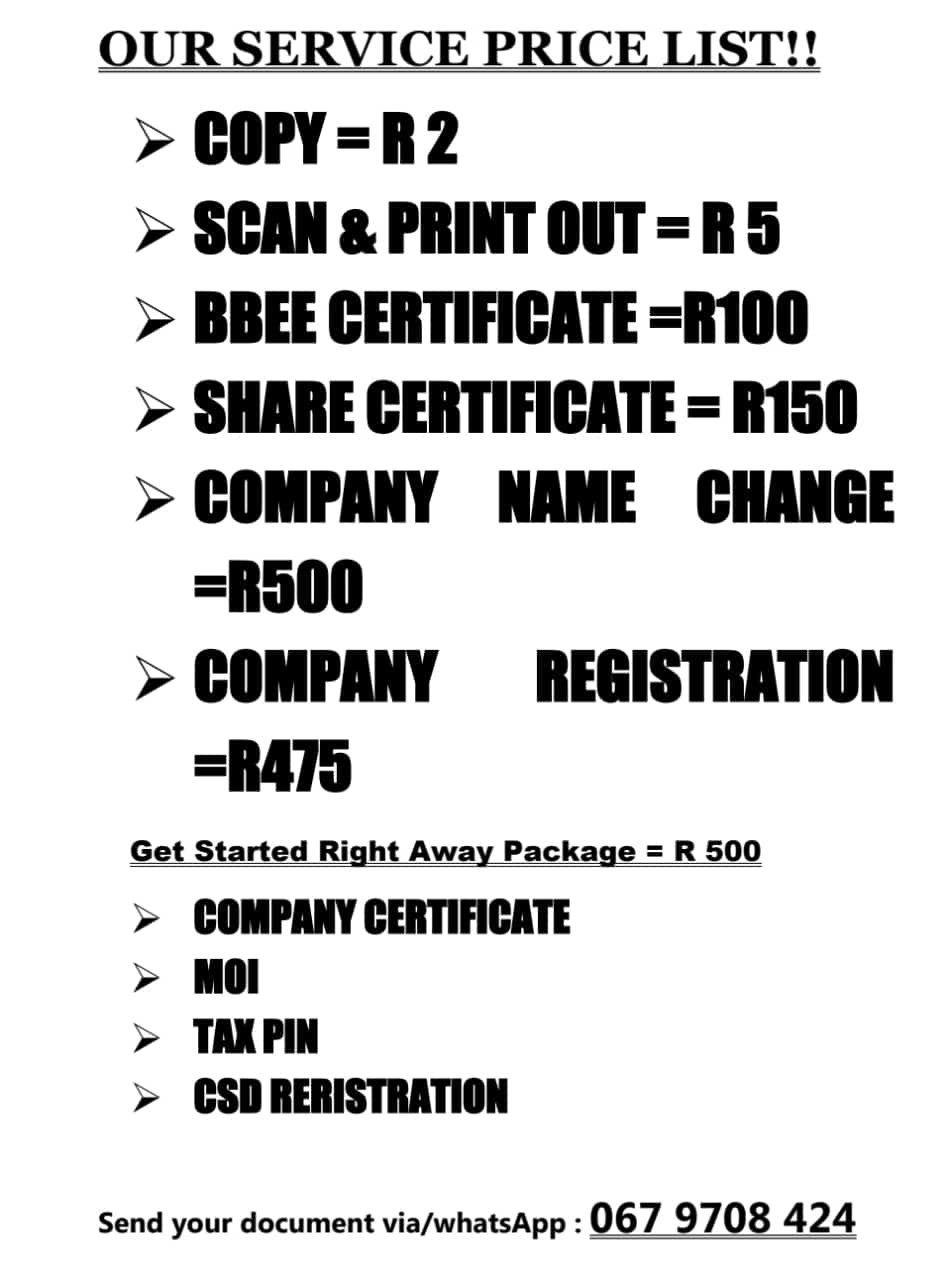 OUR SERVICE PRICE LIST!!
COPY = R 2
SCAN & PRINT OUT = R 5
BBEE CERTIFICATE =R100
SHARE CERTIFICATE = R150
COMPANY NAME CHANGE
=R500
COMPANY REGISTRATION
=R475
Get Started Right Away Package = R 500
COMPANY CERTIFICATE
MOI
TAX PIN
CSD RERISTRATION
Send your document via/whatsApp : 067 9708 424